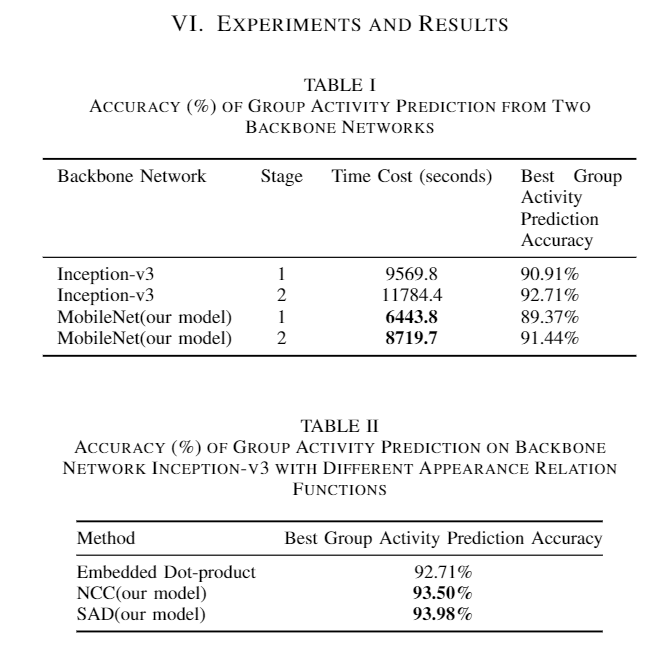 VI. EXPERIMENTS AND RESULTS
TABLE I
ACCURACY (%) OF GROUP ACTIVITY PREDICTION FROM TWO
BACKBONE NETWORKS
Backbone Network Stage Time Cost (seconds) Best Group
Activity
Prediction
Accuracy
Inception-v3 1 9569.8 90.91%
Inception-v3 2 11784.4 92.71%
MobileNet(our model) 1 6443.8 89.37%
MobileNet(our model) 2 8719.7 91.44%
TABLE II
ACCURACY (%) OF GROUP ACTIVITY PREDICTION ON BACKBONE
NETWORK INCEPTION-V3 WITH DIFFERENT APPEARANCE RELATION
FUNCTIONS
Method Best Group Activity Prediction Accuracy
Embedded Dot-product 92.71%
NCC(our model) 93.50%
SAD(our model) 93.98%